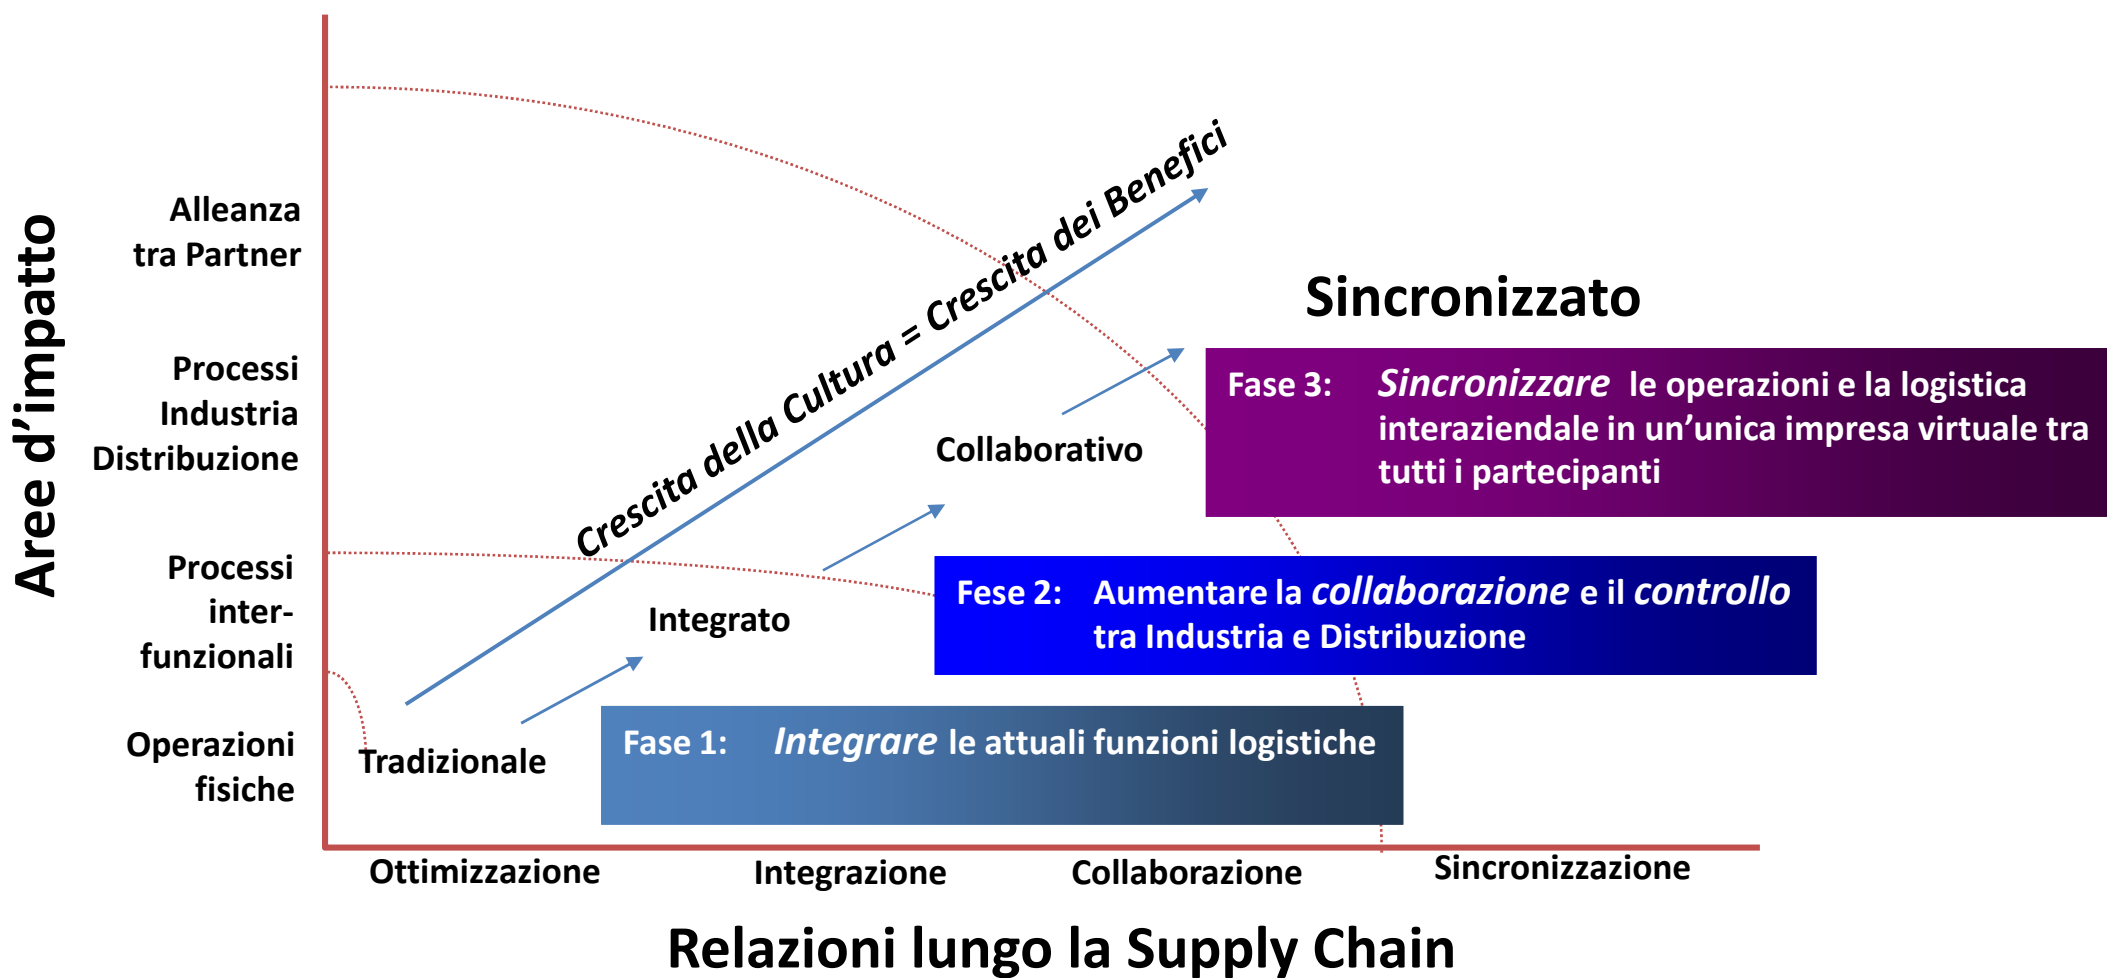 Aree d’impatto
Alleanza
tra Partner
Processi
Industria
Distribuzione
Processi
inter-
funzionali
Operazioni
fisiche
Crescita della Cultura = Crescita dei Benefici
Sincronizzato
Fase 3: Sincronizzare le operazioni e la logistica
interaziendale in un’unica impresa virtuale tra
tutti i partecipanti
Collaborativo
Fese 2: Aumentare la collaborazione e il controllo
tra Industria e Distribuzione
Integrato
Fase 1: Integrare le attuali funzioni logistiche
Tradizionale
Ottimizzazione
Integrazione
Collaborazione
Sincronizzazione
Relazioni lungo la Supply Chain